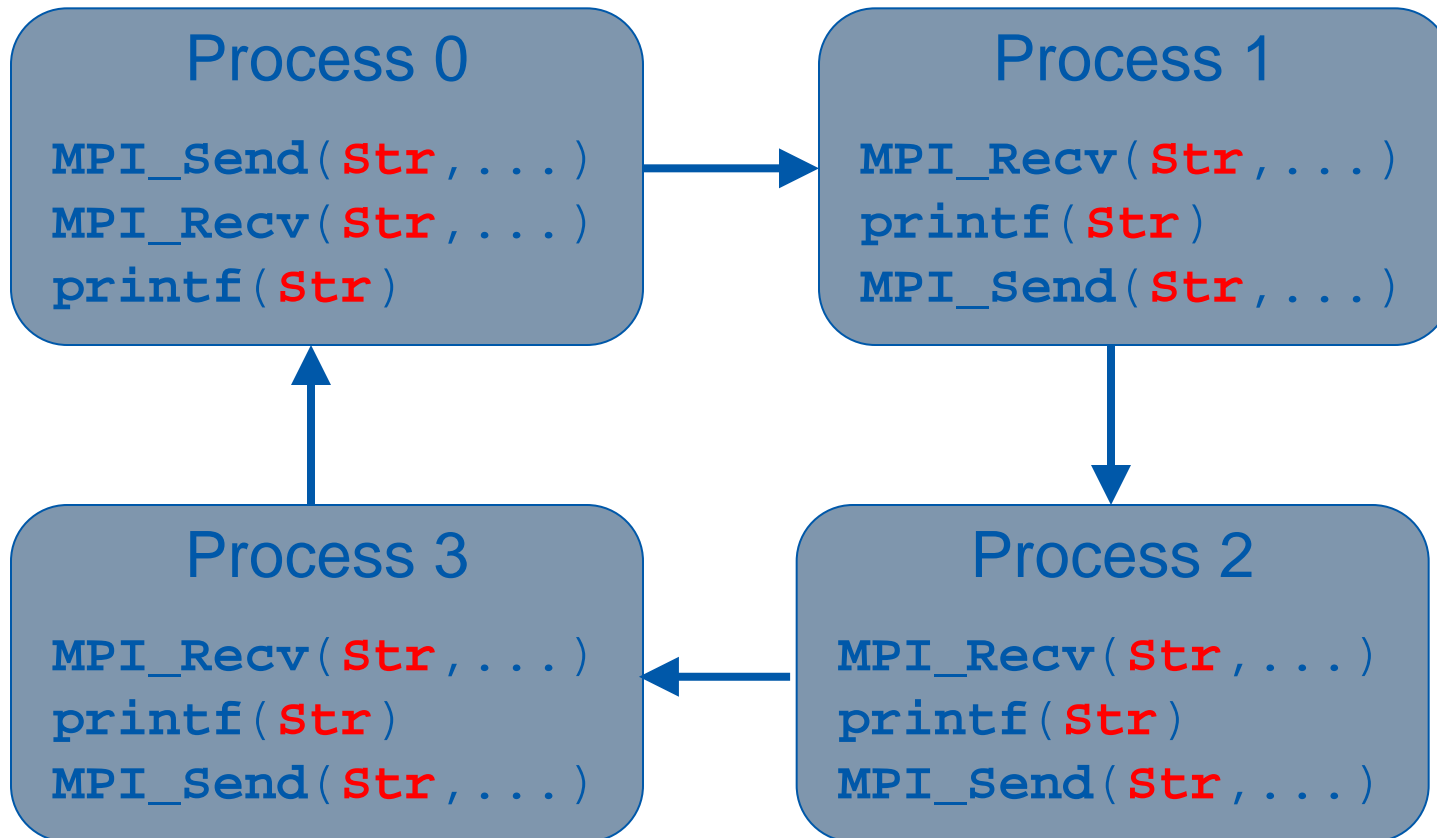 Process 0
MPI_Send(Str,...)
MPI_Recv(Str,...)
printf(Str)
Process 1
MPI_Recv(Str,...)
printf(Str)
MPI_Send(Str,...)
Process 3
MPI_Recv(Str,...)
printf(Str)
MPI_Send(Str,...)
Process 2
MPI_Recv(Str,...)
printf(Str)
MPI_Send(Str,...)